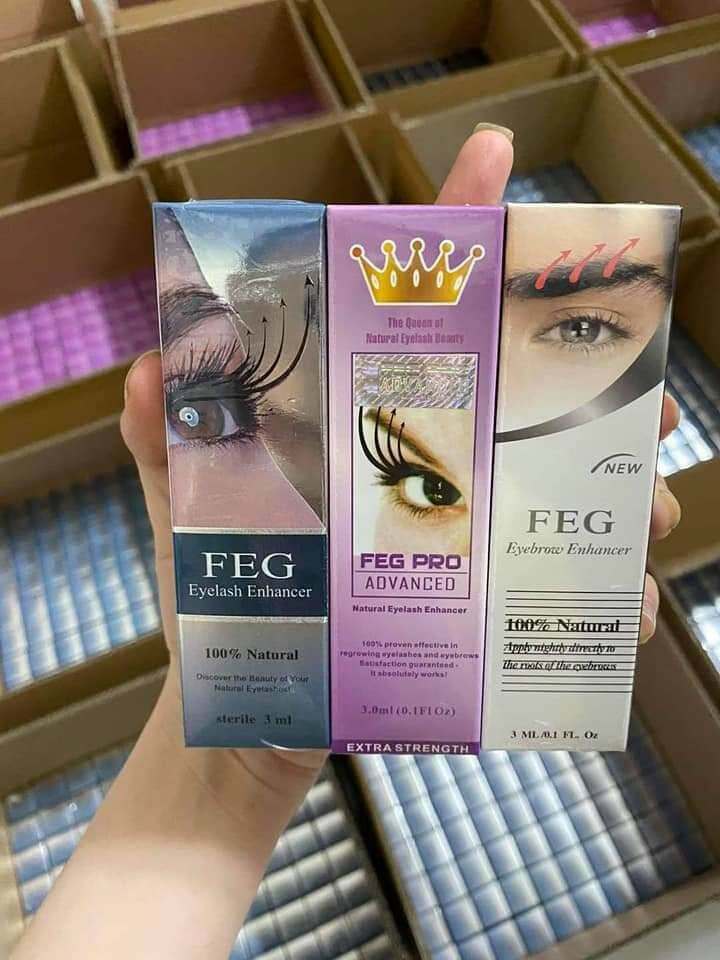 FEG
Eyelash Enhancer
100% Natural
Discover the Beauty of Your
Natural Eyelashes!
sterile 3 ml
The Queen of
Natural Eyelash Beauty
ADVANCED
FEG PRO
ADVANCED
Natural Eyelash Enhancer
100% proven effective in
regrowing eyelashes and eyebrows
Satisfaction guaranteed -
It absolutely works!
3.0ml (0.1Fl Oz)
EXTRA STRENGTH
NEW
FEG
Eyebrow Enhancer
100% Natural
Apply nightly directly to
the roots of the eyebrows
3 ML/0.1 FL. Oz